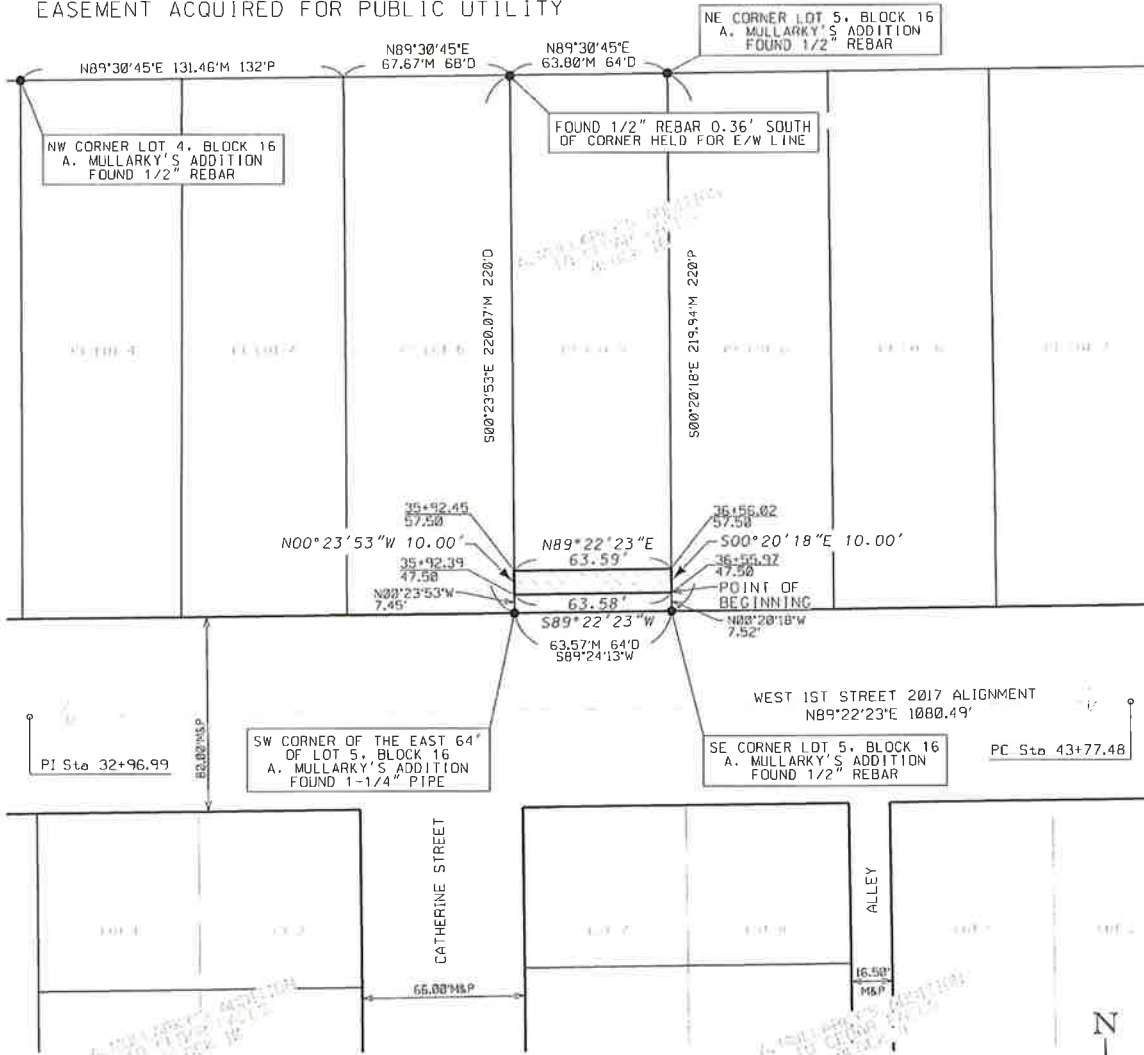 EASEMENT ACQUIRED FOR PUBLIC UTILITY
NE CORNER LOT 5, BLOCK 16
A. MULLARKY'S ADDITION
FOUND 1/2" REBAR
N89°30'45"E 131.46'M 132'P
N89°30'45"E
67.67'M 68'D
N89°30'45"E
63.80'M 64'D
NW CORNER LOT 4, BLOCK 16
A. MULLARKY'S ADDITION
FOUND 1/2" REBAR
FOUND 1/2" REBAR 0.36' SOUTH
OF CORNER HELD FOR E/W LINE
S00°23'53"E 220.07'M 220'D
S00°20'18"E 219.94'M 220'P
35+92.45
57.50
36+56.02
57.50
N00°23'53"W 10.00'
N89°22'23"E
63.59'
S00°20'18"E 10.00'
35+92.39
47.50
36+55.97
47.50
N00°23'53"W
7.45'
63.58'
S89°22'23"W
POINT OF
BEGINNING
N00°20'18"W
7.52'
63.57'M 64'D
S89°24'13"W
WEST 1ST STREET 2017 ALIGNMENT
N89°22'23"E 1080.49'
PI Sta 32+96.99
80.00'M&P
SW CORNER OF THE EAST 64'
OF LOT 5, BLOCK 16
A. MULLARKY'S ADDITION
FOUND 1-1/4" PIPE
SE CORNER LOT 5, BLOCK 16
A. MULLARKY'S ADDITION
FOUND 1/2" REBAR
PC Sta 43+77.48
CATHERINE STREET
ALLEY
66.00'M&P
16.50'
M&P
N